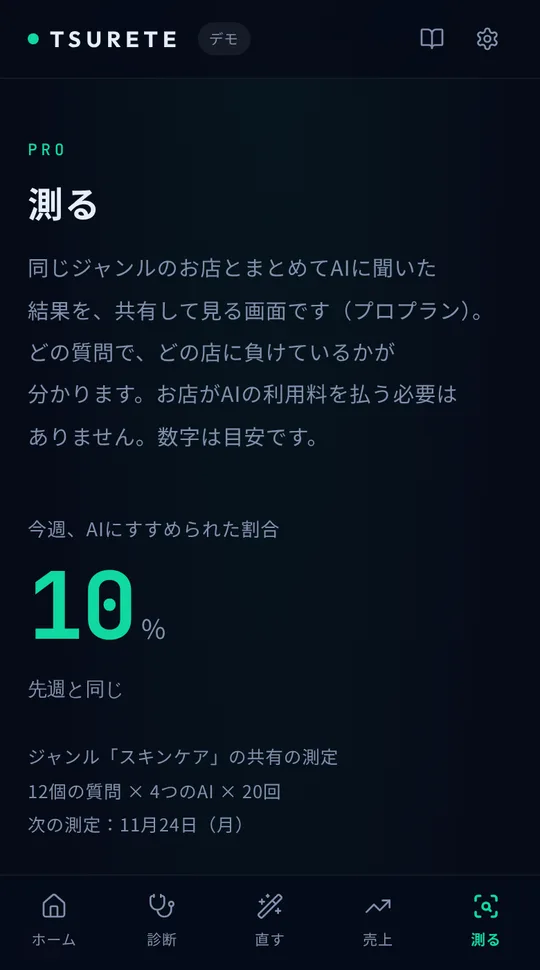 TSURETE デモ
PRO
測る
同じジャンルのお店とまとめてAIに聞いた
結果を、共有して見る画面です（プロプラン）。
どの質問で、どの店に負けているかが
分かります。お店がAIの利用料を払う必要は
ありません。数字は目安です。
今週、AIにすすめられた割合
10%
先週と同じ
ジャンル「スキンケア」の共有の測定
12個の質問 × 4つのAI × 20回
次の測定：11月24日（月）
ホーム 診断 直す 売上 測る